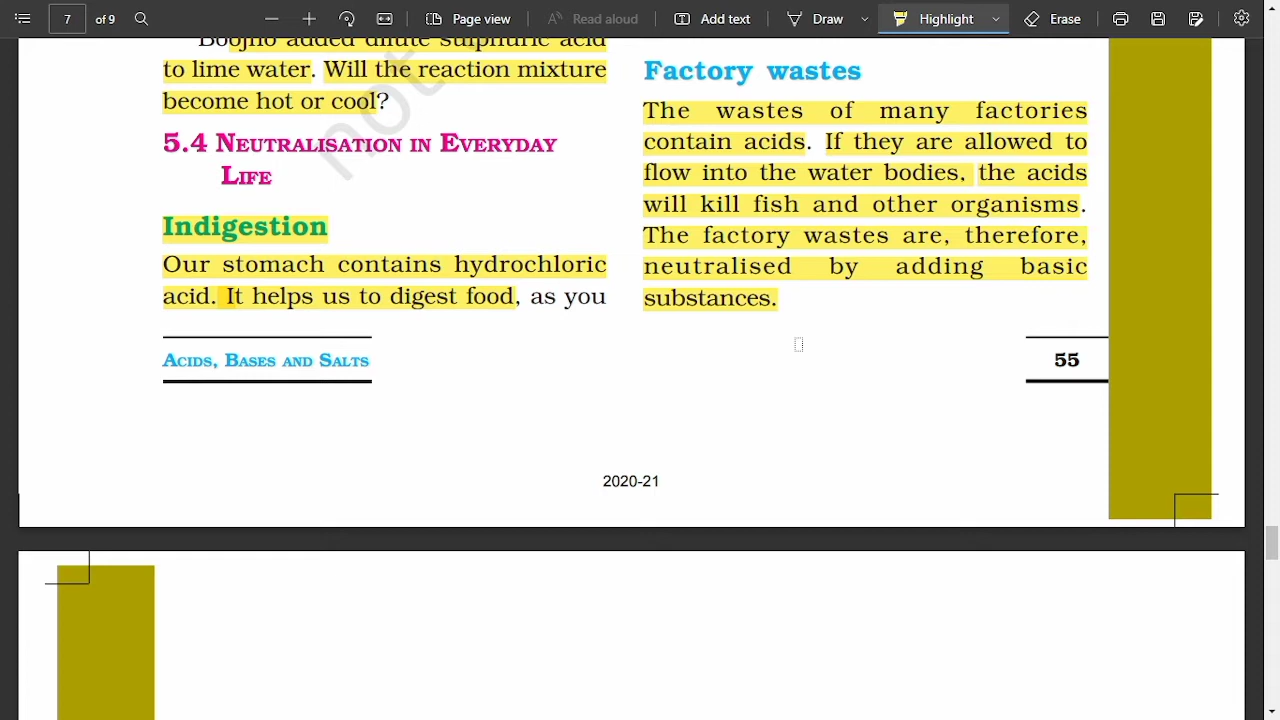 7 of 9
Page view
Read aloud
Add text
Draw
Highlight
Erase
added dilute sulphuric acid
to lime water. Will the reaction mixture
become hot or cool?
5.4 NEUTRALISATION IN EVERYDAY
LIFE
Indigestion
Our stomach contains hydrochloric
acid. It helps us to digest food, as you
Factory wastes
The wastes of many factories
contain acids. If they are allowed to
flow into the water bodies, the acids
will kill fish and other organisms.
The factory wastes are, therefore,
neutralised by adding basic
substances.
not
ACIDS, BASES AND SALTS
55
2020-21